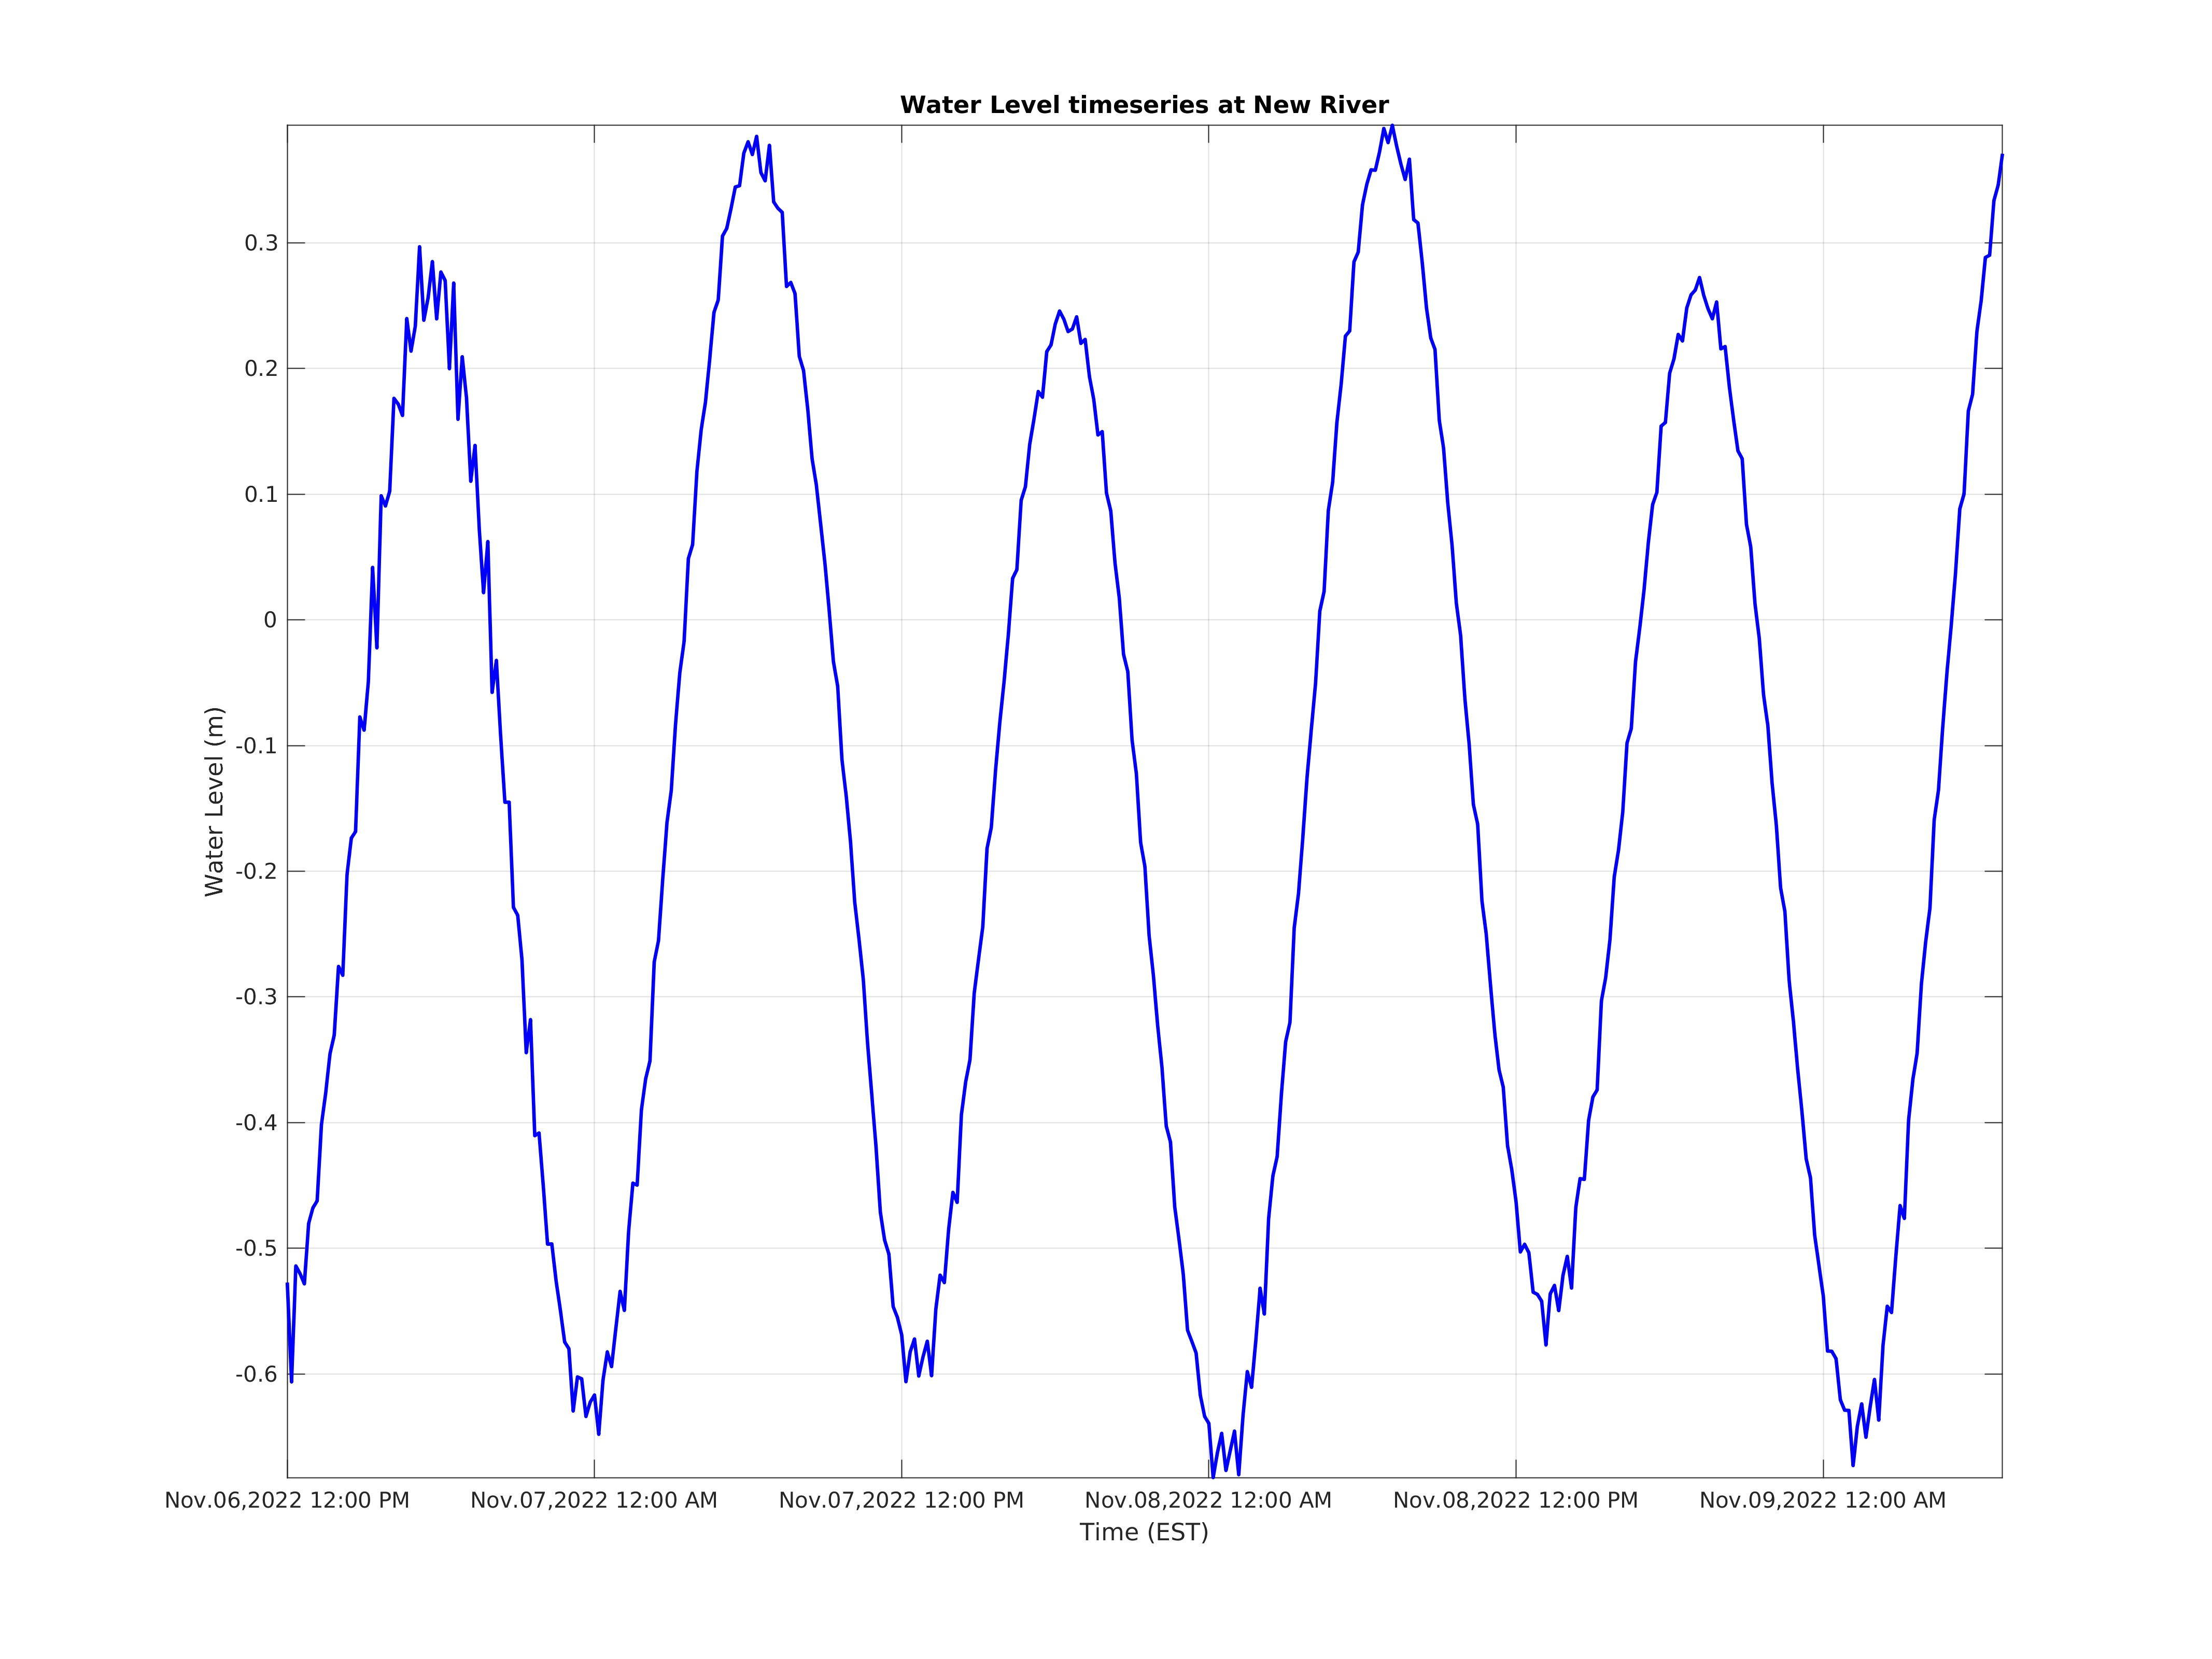 Water Level timeseries at New River
0.3
0.2
0.1
0
-0.1
-0.2
-0.3
-0.4
-0.5
-0.6
Water Level (m)
Nov.06,2022 12:00 PM Nov.07,2022 12:00 AM Nov.07,2022 12:00 PM Nov.08,2022 12:00 AM Nov.08,2022 12:00 PM Nov.09,2022 12:00 AM
Time (EST)